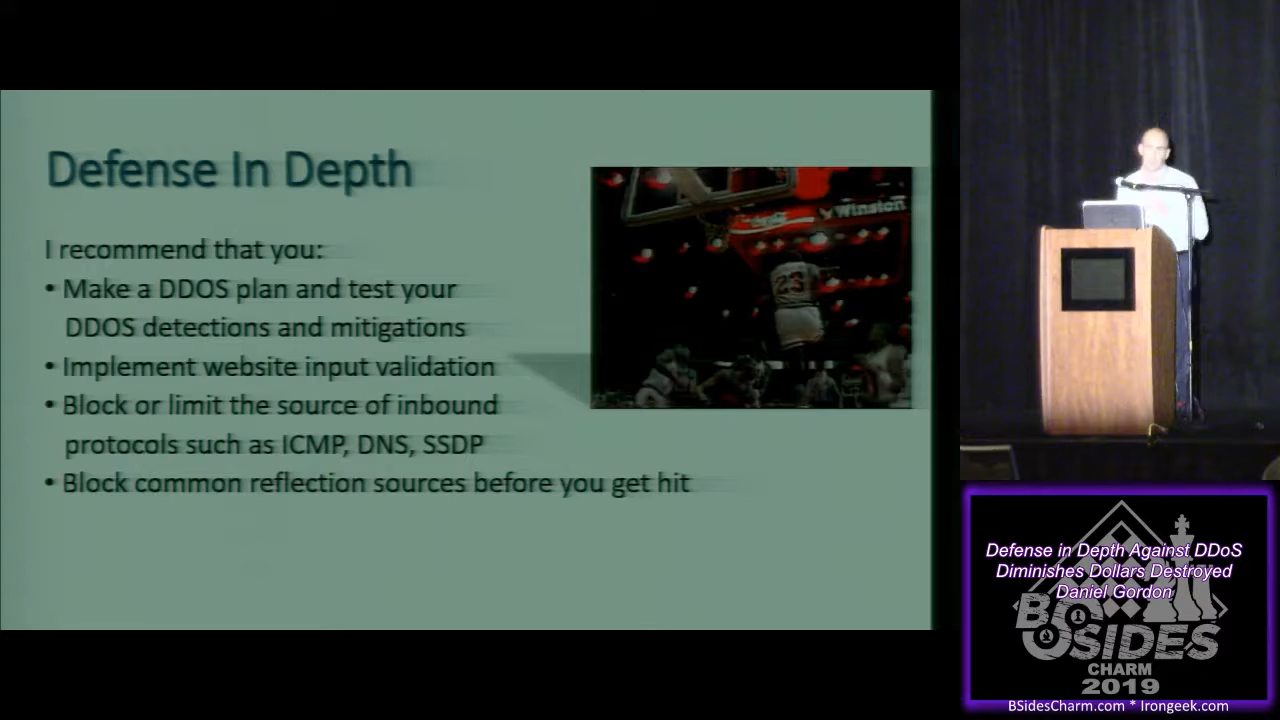 Defense In Depth
I recommend that you:
• Make a DDOS plan and test your
DDOS detections and mitigations
• Implement website input validation
• Block or limit the source of inbound
protocols such as ICMP, DNS, SSDP
• Block common reflection sources before you get hit
Winston
23
Defense in Depth Against DDoS
Diminishes Dollars Destroyed
Daniel Gordon
BSIDES
CHARM
2019
BSidesCharm.com * Irongeek.com